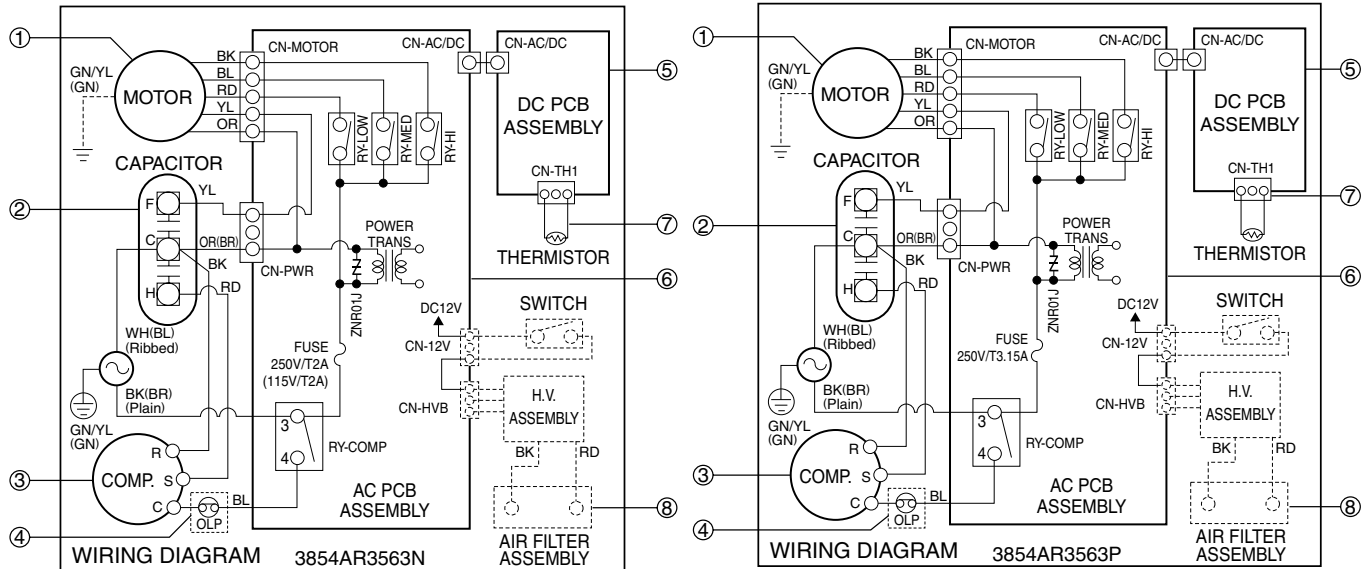 ①
GN/YL
(GN)
MOTOR
BK
BL
RD
YL
OR
CN-MOTOR
CN-AC/DC
CN-AC/DC
⑤
DC PCB
ASSEMBLY
RY-LOW
RY-MED
RY-HI
CN-TH1
⑦
THERMISTOR
CAPACITOR
②
F
YL
C
OR(BR)
BK
H
RD
CN-PWR
POWER
TRANS
ZNR01J
⑥
WH(BL)
(Ribbed)
BK(BR)
(Plain)
GN/YL
(GN)
FUSE
250V/T2A
(115V/T2A)
DC12V
CN-12V
SWITCH
CN-HVB
H.V.
ASSEMBLY
BK
RD
3
4
RY-COMP
③
COMP.
R
S
C
④
OLP
BL
AC PCB
ASSEMBLY
⑧
AIR FILTER
ASSEMBLY
WIRING DIAGRAM
3854AR3563N
①
GN/YL
(GN)
MOTOR
BK
BL
RD
YL
OR
CN-MOTOR
CN-AC/DC
CN-AC/DC
⑤
DC PCB
ASSEMBLY
RY-LOW
RY-MED
RY-HI
CN-TH1
⑦
THERMISTOR
CAPACITOR
②
F
YL
C
OR(BR)
BK
H
RD
CN-PWR
POWER
TRANS
ZNR01J
⑥
WH(BL)
(Ribbed)
BK(BR)
(Plain)
GN/YL
(GN)
FUSE
250V/T3.15A
DC12V
CN-12V
SWITCH
CN-HVB
H.V.
ASSEMBLY
BK
RD
3
4
RY-COMP
③
COMP.
R
S
C
④
OLP
BL
AC PCB
ASSEMBLY
⑧
AIR FILTER
ASSEMBLY
WIRING DIAGRAM
3854AR3563P